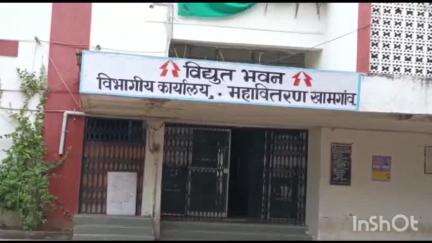 विद्युत भवन
विभागीय कार्यालय, . महावितरण खामगांव
InShOt